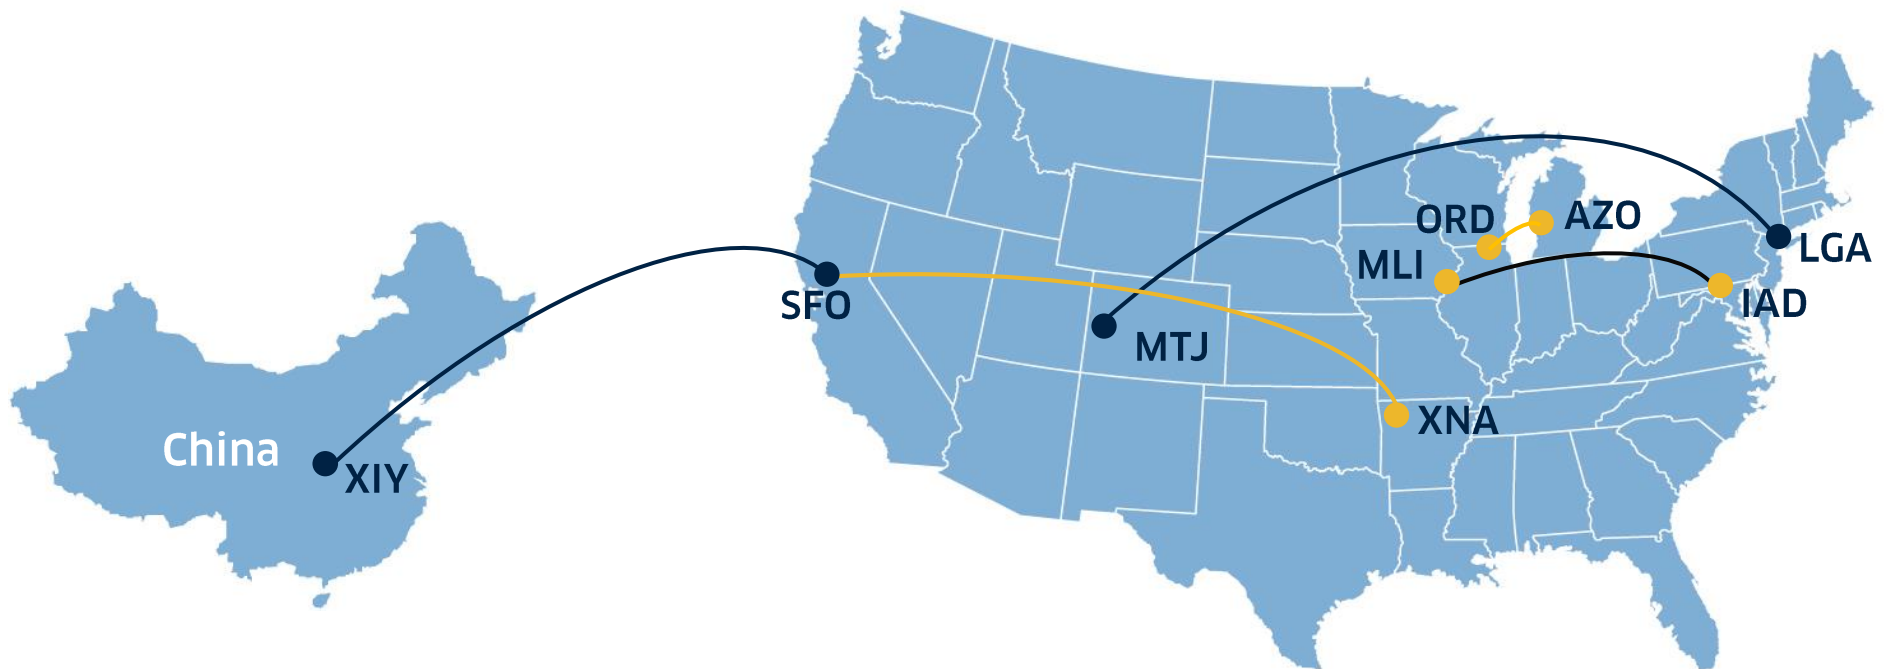 ORD
AZO
LGA
MLI
IAD
SFO
MTJ
XNA
China
XIY